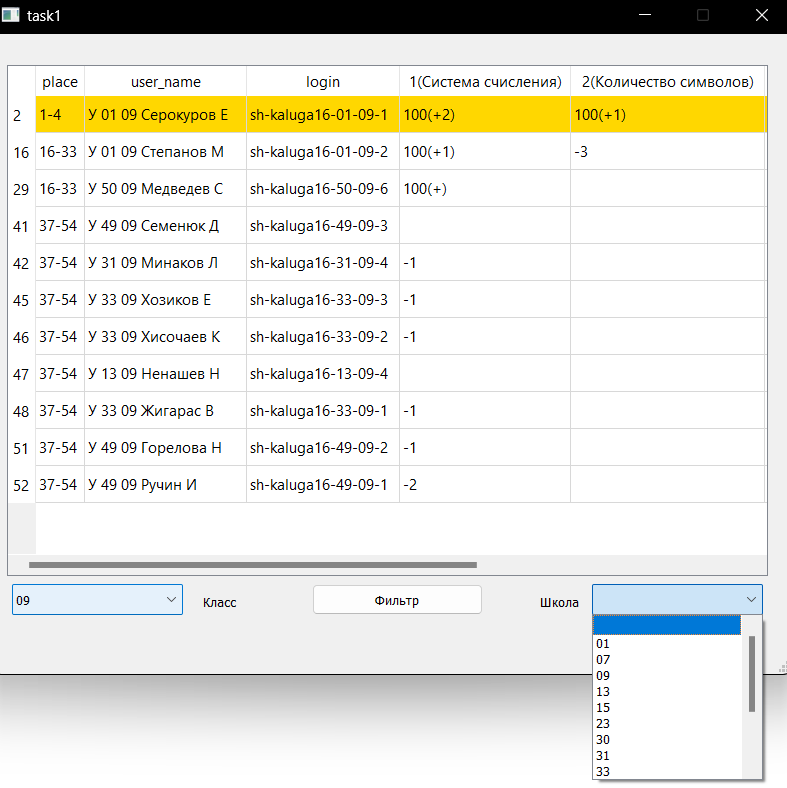 task1
place user_name login 1(Система счисления) 2(Количество символов)
2 1-4 У 01 09 Серокуров Е sh-kaluga16-01-09-1 100(+2) 100(+1)
16 16-33 У 01 09 Степанов М sh-kaluga16-01-09-2 100(+1) -3
29 16-33 У 50 09 Медведев С sh-kaluga16-50-09-6 100(+)
41 37-54 У 49 09 Семенюк Д sh-kaluga16-49-09-3
42 37-54 У 31 09 Минаков Л sh-kaluga16-31-09-4 -1
45 37-54 У 33 09 Хозиков Е sh-kaluga16-33-09-3 -1
46 37-54 У 33 09 Хисочаев К sh-kaluga16-33-09-2 -1
47 37-54 У 13 09 Ненашев Н sh-kaluga16-13-09-4
48 37-54 У 33 09 Жигарас В sh-kaluga16-33-09-1 -1
51 37-54 У 49 09 Горелова Н sh-kaluga16-49-09-2 -1
52 37-54 У 49 09 Ручин И sh-kaluga16-49-09-1 -2
09 Класс Фильтр Школа
01
07
09
13
15
23
30
31
33